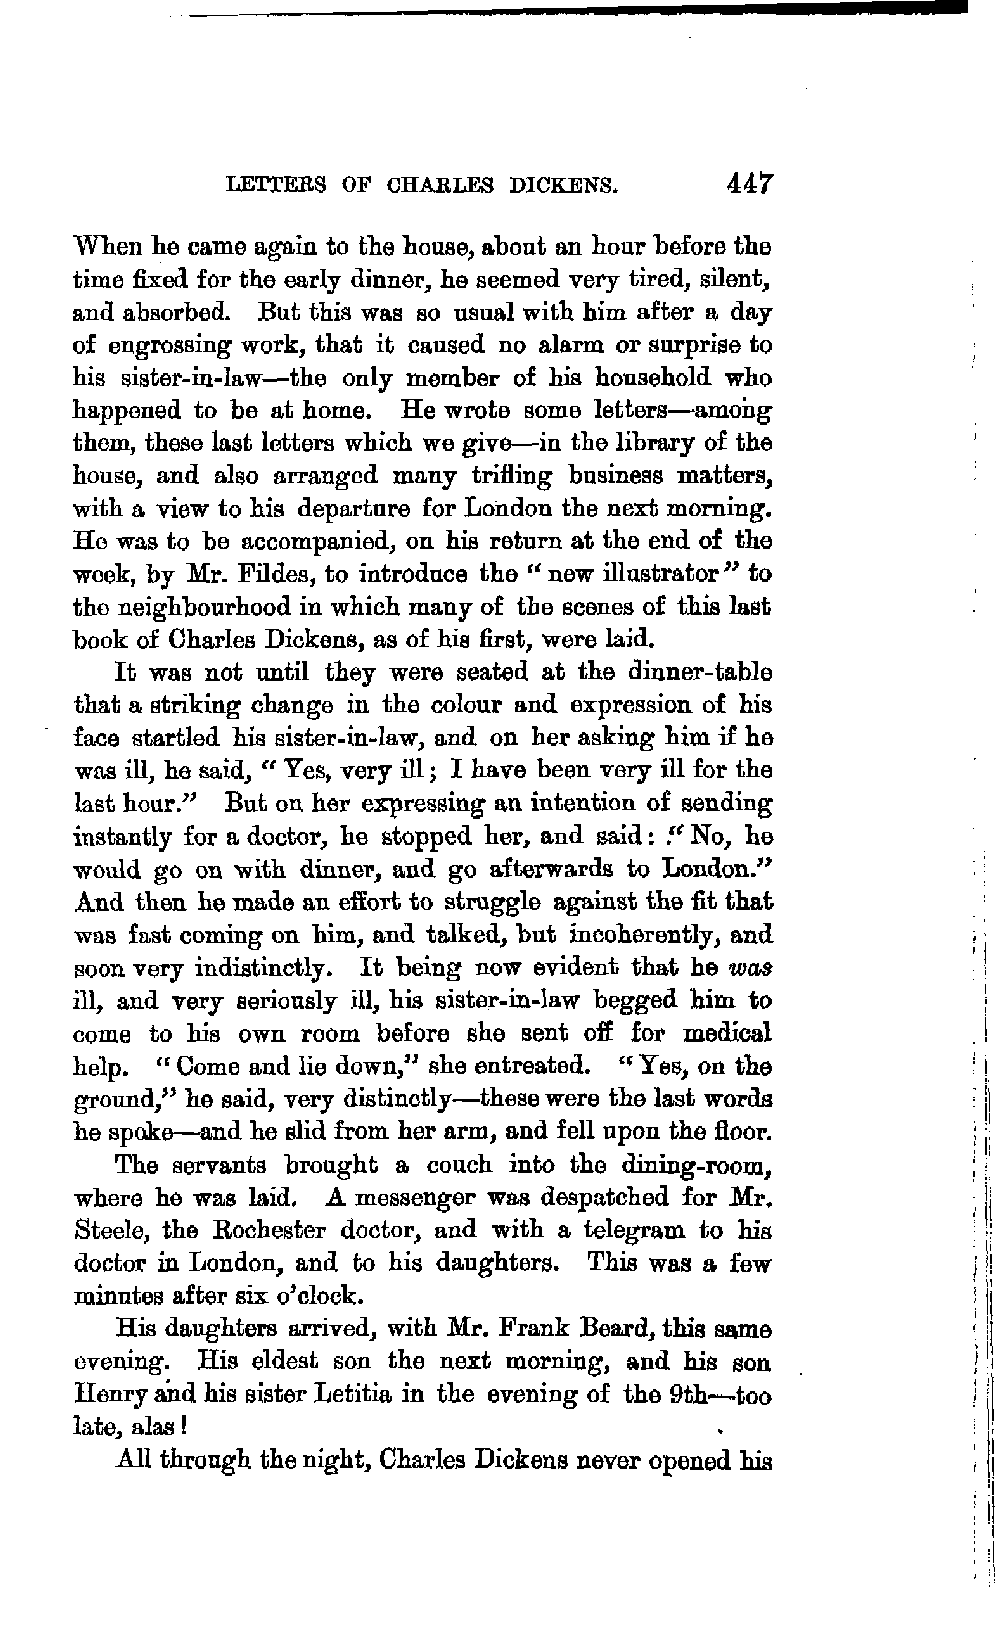 LETTERS OF CHARLES DICKENS. 447
When he came again to the house, about an hour before the
time fixed for the early dinner, he seemed very tired, silent,
and absorbed. But this was so usual with him after a day
of engrossing work, that it caused no alarm or surprise to
his sister-in-law—the only member of his household who
happened to be at home. He wrote some letters—among
them, these last letters which we give—in the library of the
house, and also arranged many trifling business matters,
with a view to his departure for London the next morning.
He was to be accompanied, on his return at the end of the
week, by Mr. Fildes, to introduce the “new illustrator” to
the neighbourhood in which many of the scenes of this last
book of Charles Dickens, as of his first, were laid.
It was not until they were seated at the dinner-table
that a striking change in the colour and expression of his
face startled his sister-in-law, and on her asking him if he
was ill, he said, “Yes, very ill; I have been very ill for the
last hour.” But on her expressing an intention of sending
instantly for a doctor, he stopped her, and said: “No, he
would go on with dinner, and go afterwards to London.”
And then he made an effort to struggle against the fit that
was fast coming on him, and talked, but incoherently, and
soon very indistinctly. It being now evident that he was
ill, and very seriously ill, his sister-in-law begged him to
come to his own room before she sent off for medical
help. “Come and lie down,” she entreated. “Yes, on the
ground,” he said, very distinctly—these were the last words
he spoke—and he slid from her arm, and fell upon the floor.
The servants brought a couch into the dining-room,
where he was laid. A messenger was despatched for Mr.
Steele, the Rochester doctor, and with a telegram to his
doctor in London, and to his daughters. This was a few
minutes after six o’clock.
His daughters arrived, with Mr. Frank Beard, this same
evening. His eldest son the next morning, and his son
Henry and his sister Letitia in the evening of the 9th—too
late, alas!
All through the night, Charles Dickens never opened his